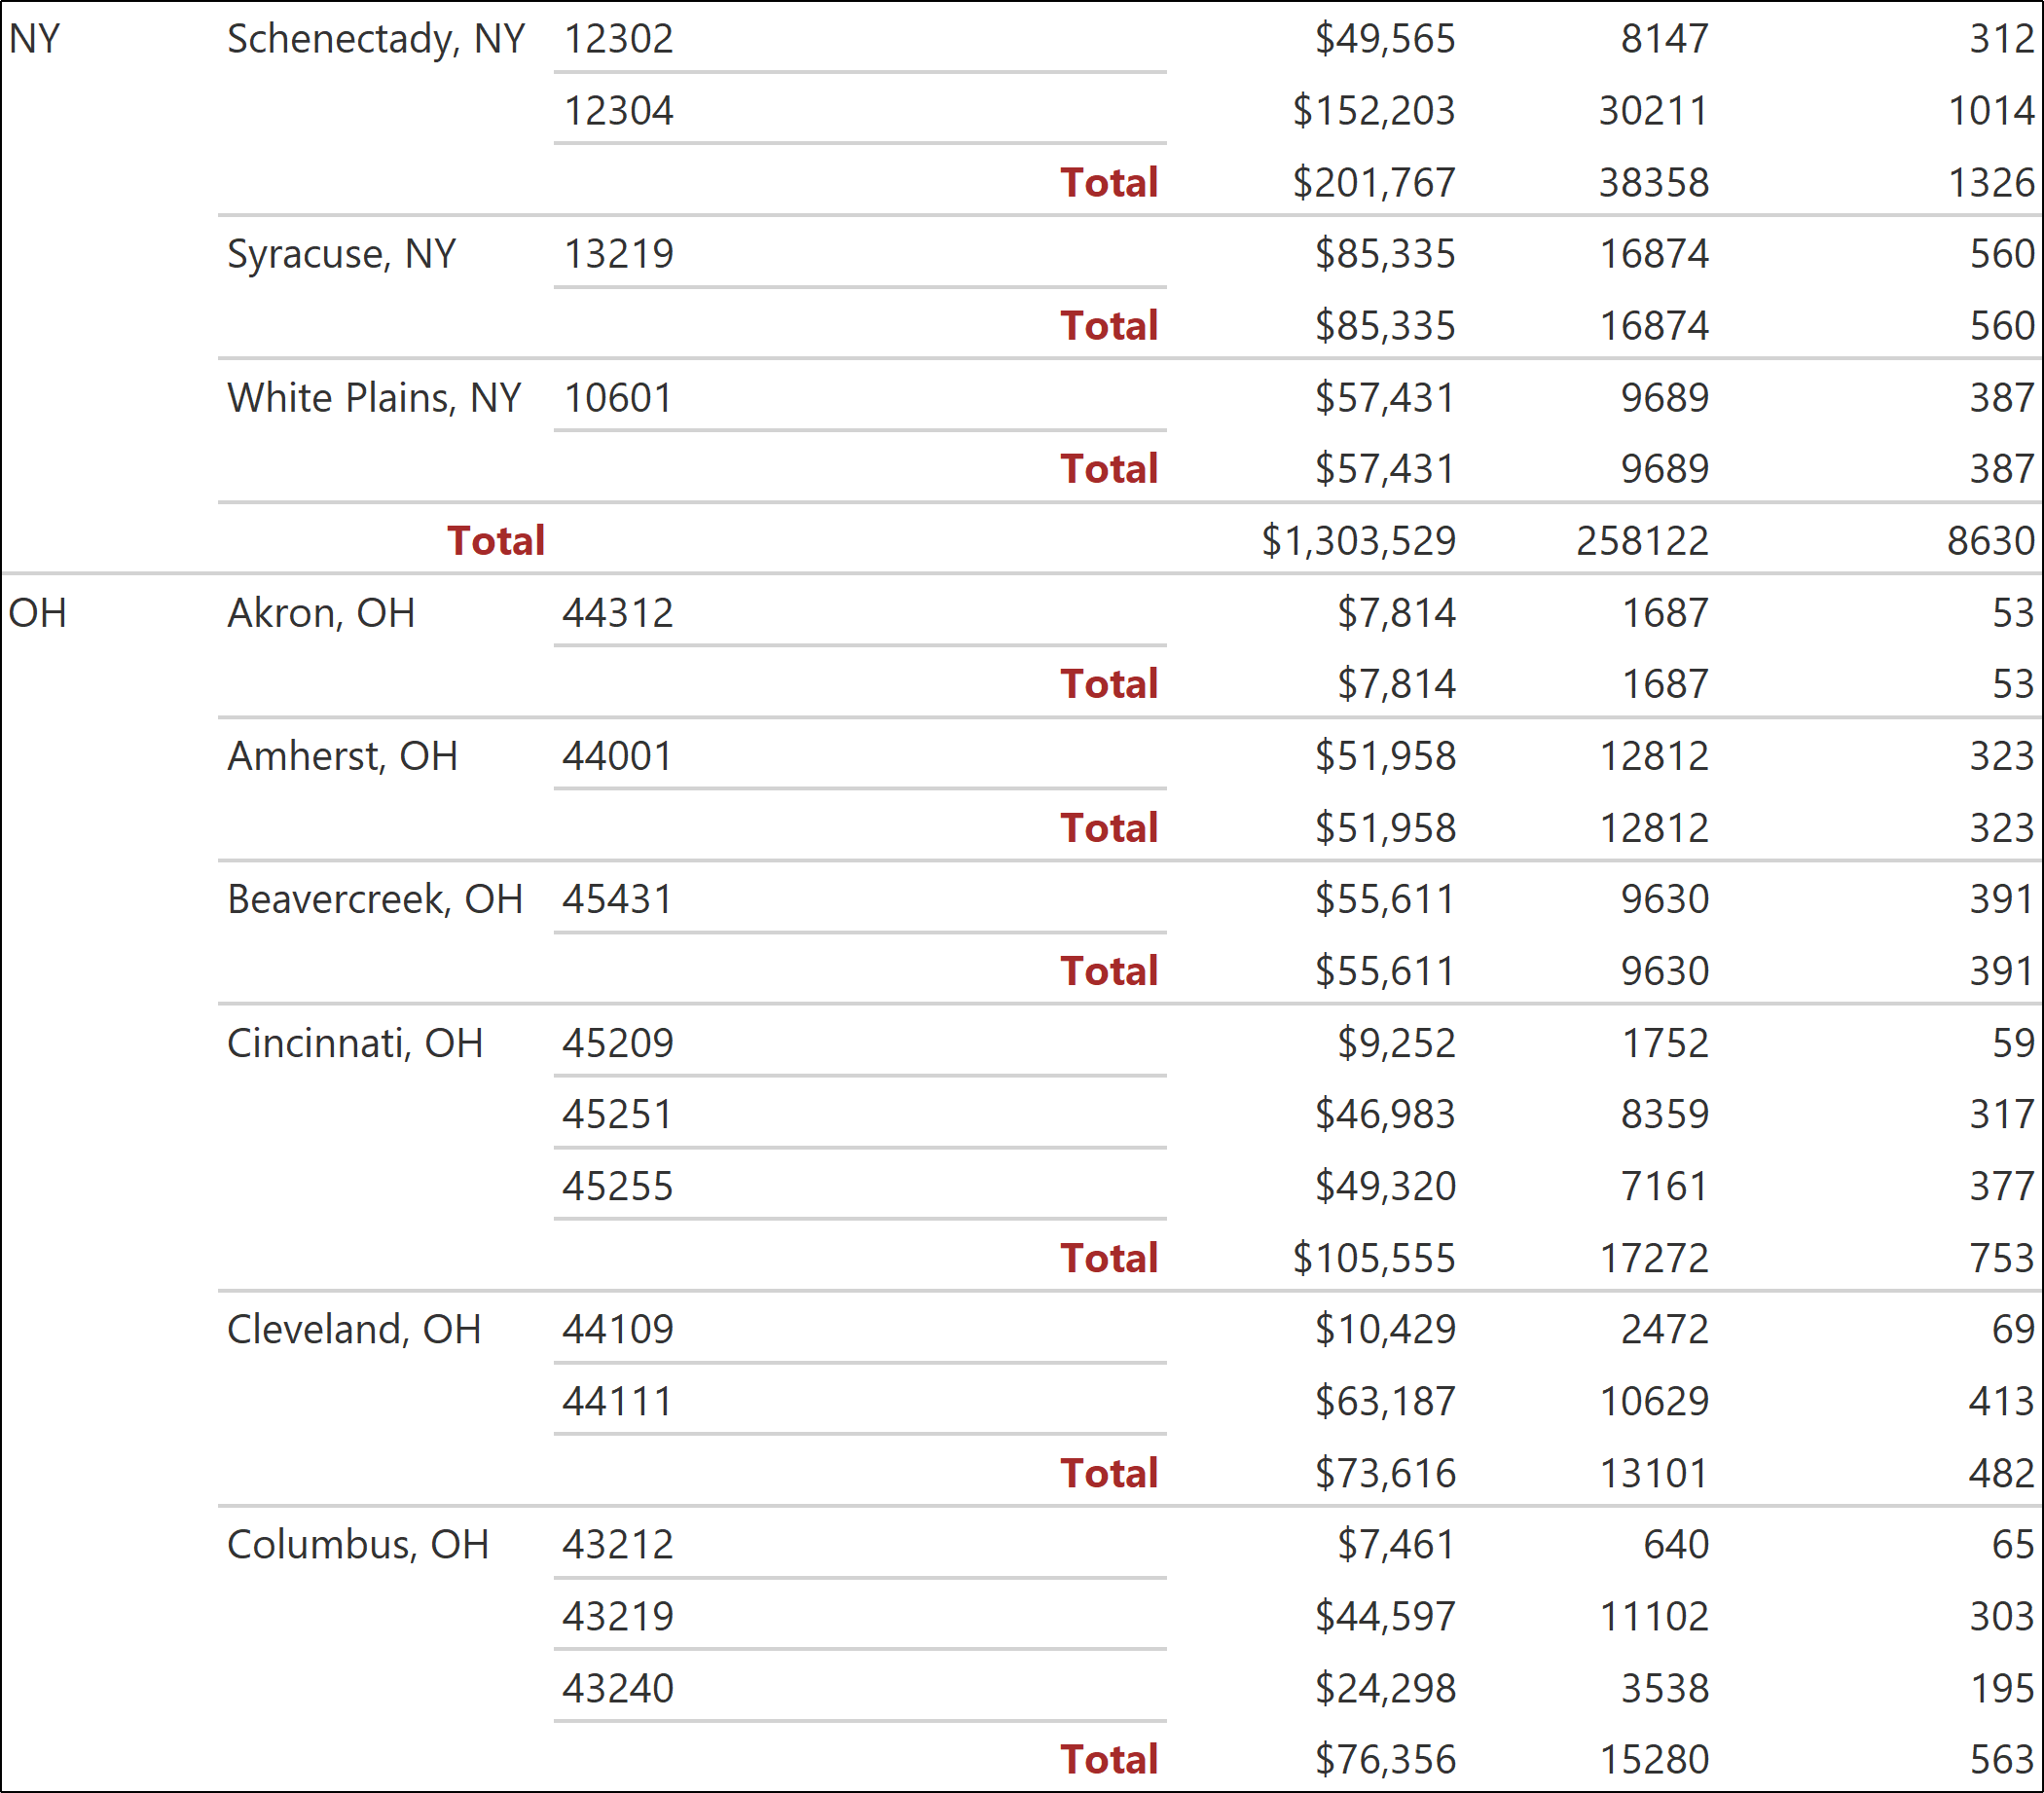 NY Schenectady, NY 12302 $49,565 8147 312
12304 $152,203 30211 1014
Total $201,767 38358 1326
Syracuse, NY 13219 $85,335 16874 560
Total $85,335 16874 560
White Plains, NY 10601 $57,431 9689 387
Total $57,431 9689 387
Total $1,303,529 258122 8630
OH Akron, OH 44312 $7,814 1687 53
Total $7,814 1687 53
Amherst, OH 44001 $51,958 12812 323
Total $51,958 12812 323
Beavercreek, OH 45431 $55,611 9630 391
Total $55,611 9630 391
Cincinnati, OH 45209 $9,252 1752 59
45251 $46,983 8359 317
45255 $49,320 7161 377
Total $105,555 17272 753
Cleveland, OH 44109 $10,429 2472 69
44111 $63,187 10629 413
Total $73,616 13101 482
Columbus, OH 43212 $7,461 640 65
43219 $44,597 11102 303
43240 $24,298 3538 195
Total $76,356 15280 563